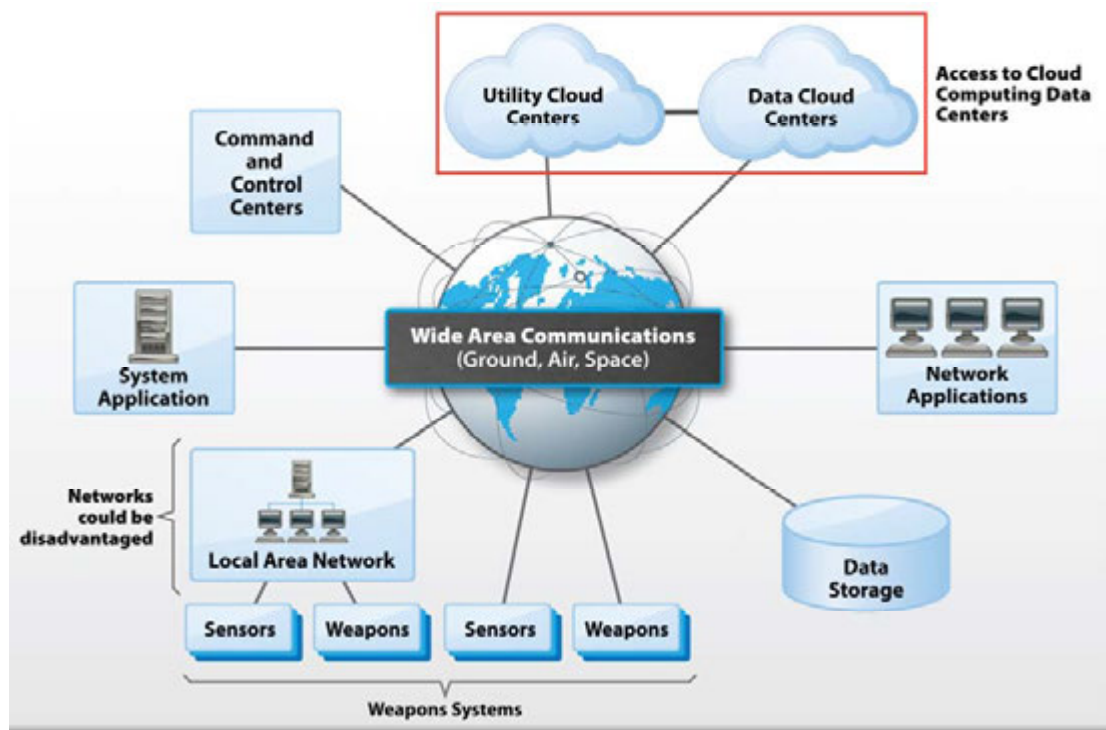 Utility Cloud
Centers
Data Cloud
Centers
Access to Cloud
Computing Data
Centers
Command
and
Control
Centers
Wide Area Communications
(Ground, Air, Space)
System
Application
Network
Applications
Networks
could be
disadvantaged
Local Area Network
Data
Storage
Sensors
Weapons
Sensors
Weapons
Weapons Systems